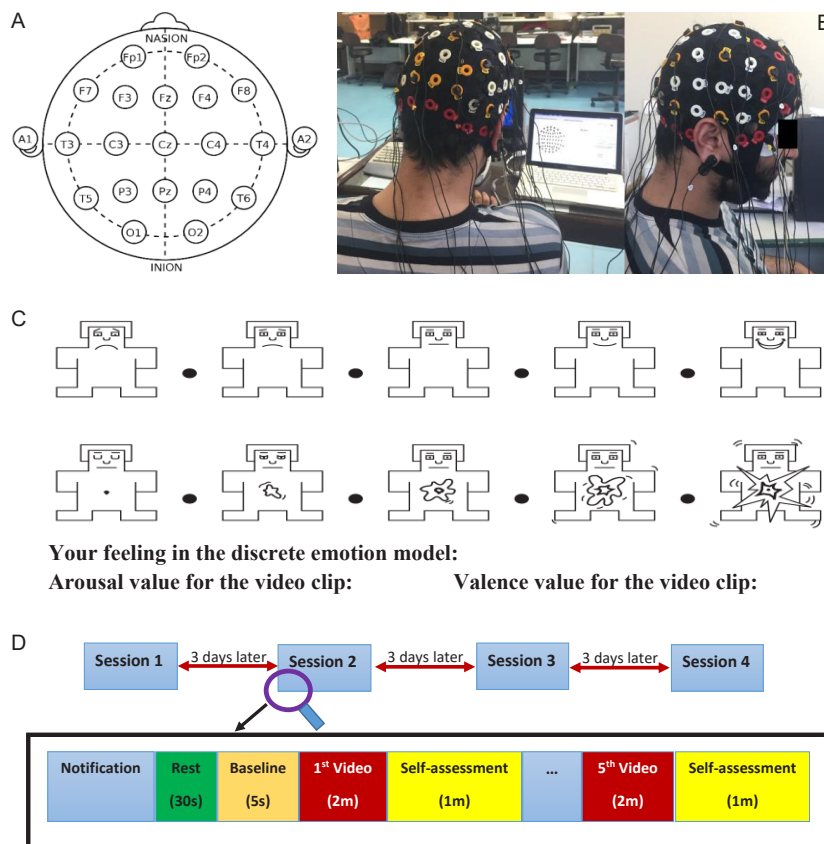 A
NASION
Fp1 Fp2
F7 F3 Fz F4 F8
A1 T3 C3 Cz C4 T4 A2
T5 P3 Pz P4 T6
O1 O2
INION
B
C
Your feeling in the discrete emotion model:
Arousal value for the video clip: Valence value for the video clip:
D
Session 1 3 days later Session 2 3 days later Session 3 3 days later Session 4
Notification Rest Baseline 1st Video Self-assessment ... 5th Video Self-assessment
(30s) (5s) (2m) (1m) (2m) (1m)